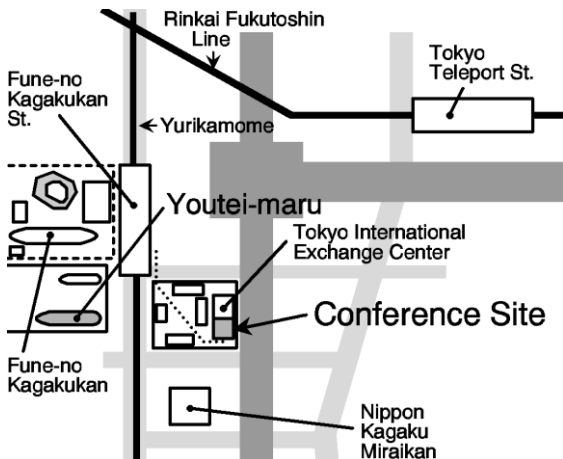 Rinkai Fukutoshin
Line
Tokyo
Teleport St.
Fune-no
Kagakukan
St.
Yurikamome
Youtei-maru
Tokyo International
Exchange Center
Conference Site
Fune-no
Kagakukan
Nippon
Kagaku
Miraikan